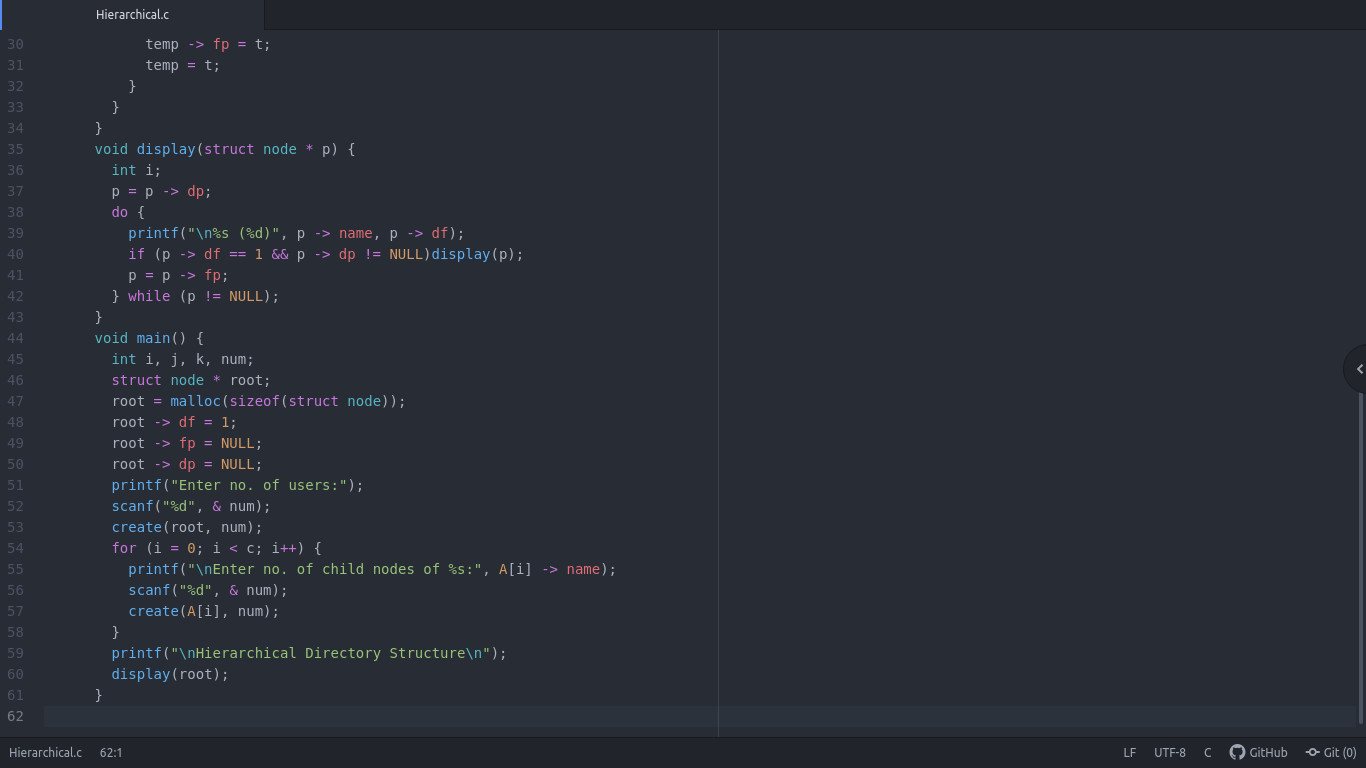 Hierarchical.c
30 temp -> fp = t;
31 temp = t;
32 }
33 }
34 }
35 void display(struct node * p) {
36 int i;
37 p = p -> dp;
38 do {
39 printf("\n%s (%d)", p -> name, p -> df);
40 if (p -> df == 1 && p -> dp != NULL)display(p);
41 p = p -> fp;
42 } while (p != NULL);
43 }
44 void main() {
45 int i, j, k, num;
46 struct node * root;
47 root = malloc(sizeof(struct node));
48 root -> df = 1;
49 root -> fp = NULL;
50 root -> dp = NULL;
51 printf("Enter no. of users:");
52 scanf("%d", & num);
53 create(root, num);
54 for (i = 0; i < c; i++) {
55 printf("\nEnter no. of child nodes of %s:", A[i] -> name);
56 scanf("%d", & num);
57 create(A[i], num);
58 }
59 printf("\nHierarchical Directory Structure\n");
60 display(root);
61 }
62
Hierarchical.c 62:1 LF UTF-8 C GitHub Git (0)